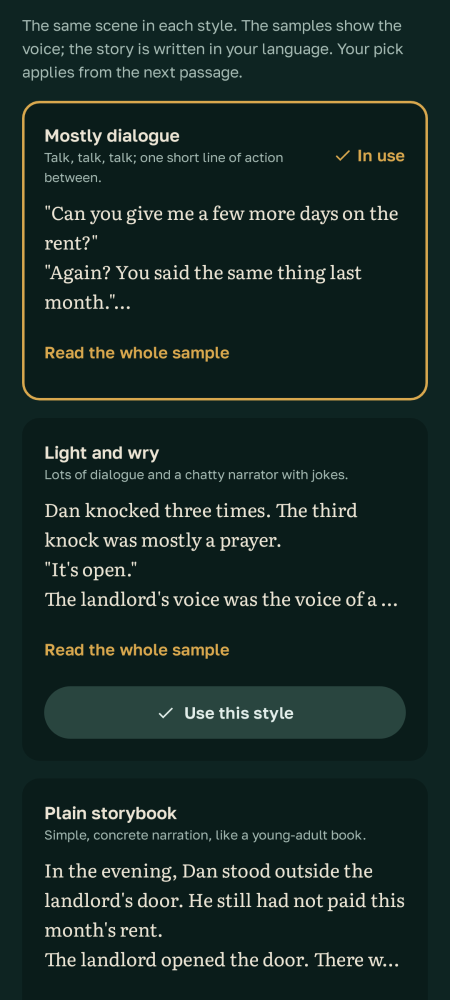 The same scene in each style. The samples show the
voice; the story is written in your language. Your pick
applies from the next passage.
Mostly dialogue
Talk, talk, talk; one short line of action
between.
In use
"Can you give me a few more days on the
rent?"
"Again? You said the same thing last
month."...
Read the whole sample
Light and wry
Lots of dialogue and a chatty narrator with jokes.
Dan knocked three times. The third
knock was mostly a prayer.
"It's open."
The landlord's voice was the voice of a ...
Read the whole sample
Use this style
Plain storybook
Simple, concrete narration, like a young-adult book.
In the evening, Dan stood outside the
landlord's door. He still had not paid this
month's rent.
The landlord opened the door. There w...